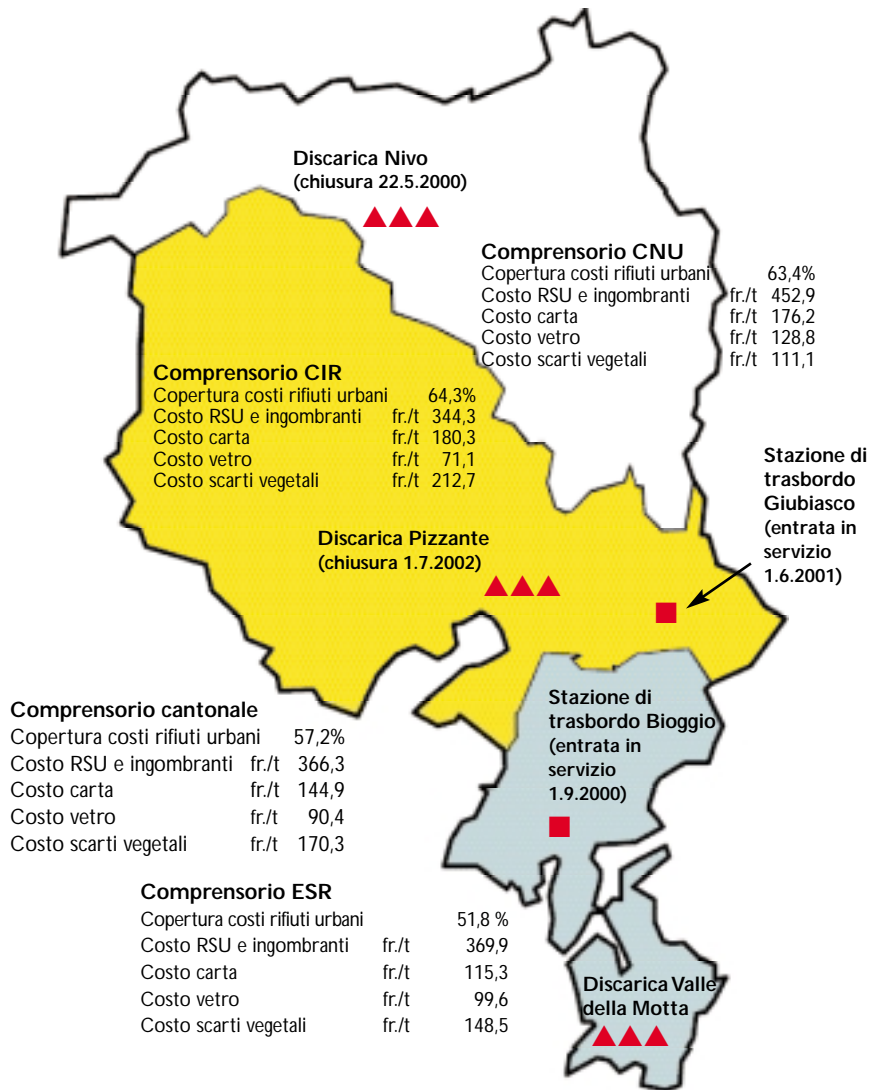 Discarica Nivo
(chiusura 22.5.2000)
Comprensorio CNU
Copertura costi rifiuti urbani 63,4%
Costo RSU e ingombranti fr./t 452,9
Costo carta fr./t 176,2
Costo vetro fr./t 128,8
Costo scarti vegetali fr./t 111,1
Comprensorio CIR
Copertura costi rifiuti urbani 64,3%
Costo RSU e ingombranti fr./t 344,3
Costo carta fr./t 180,3
Costo vetro fr./t 71,1
Costo scarti vegetali fr./t 212,7
Stazione di
trasbordo
Giubiasco
(entrata in
servizio
1.6.2001)
Discarica Pizzante
(chiusura 1.7.2002)
Stazione di
trasbordo Bioggio
(entrata in
servizio
1.9.2000)
Comprensorio cantonale
Copertura costi rifiuti urbani 57,2%
Costo RSU e ingombranti fr./t 366,3
Costo carta fr./t 144,9
Costo vetro fr./t 90,4
Costo scarti vegetali fr./t 170,3
Comprensorio ESR
Copertura costi rifiuti urbani 51,8 %
Costo RSU e ingombranti fr./t 369,9
Costo carta fr./t 115,3
Costo vetro fr./t 99,6
Costo scarti vegetali fr./t 148,5
Discarica Valle
della Motta